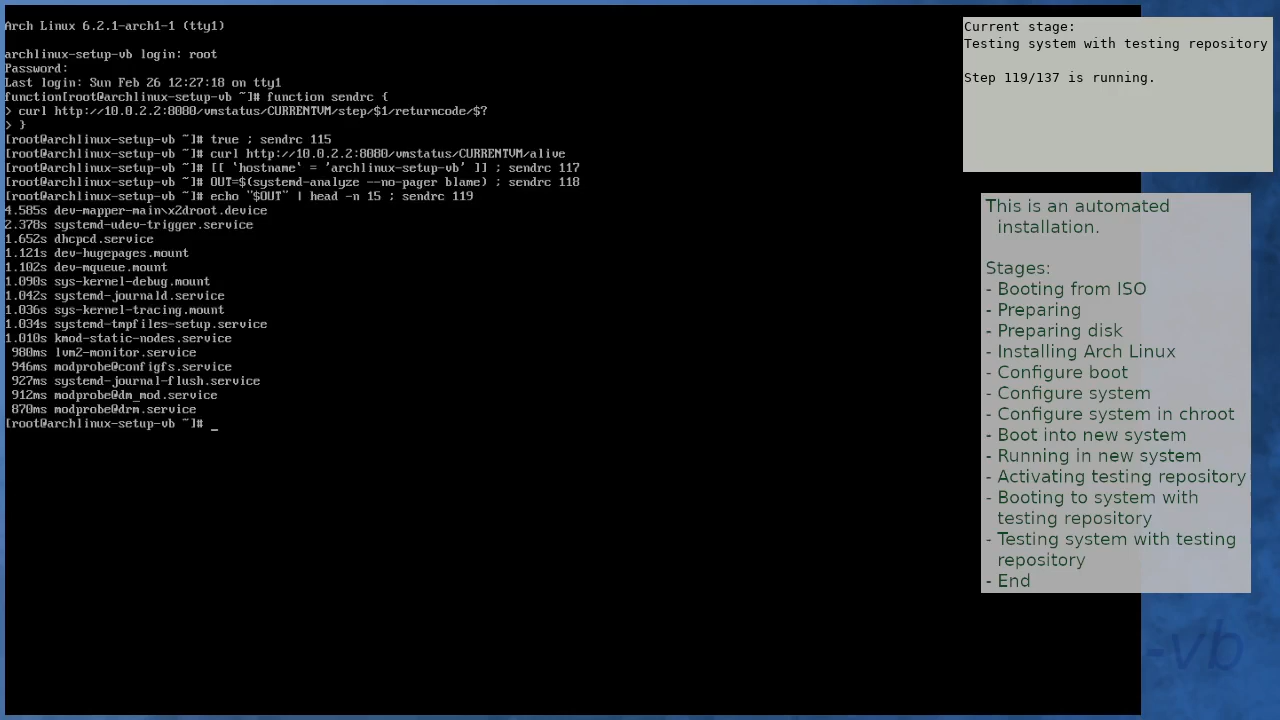 Arch Linux 6.2.1-arch1-1 (tty1)
archlinux-setup-vb login: root
Password:
Last login: Sun Feb 26 12:27:18 on tty1
function[root@archlinux-setup-vb ~]# function sendrc {
> curl http://10.0.2.2:8080/vmstatus/CURRENTVM/step/$1/returncode/$?
> }
[root@archlinux-setup-vb ~]# true ; sendrc 115
[root@archlinux-setup-vb ~]# curl http://10.0.2.2:8080/vmstatus/CURRENTVM/alive
[root@archlinux-setup-vb ~]# [[ `hostname` = 'archlinux-setup-vb' ]] ; sendrc 117
[root@archlinux-setup-vb ~]# OUT=$(systemd-analyze --no-pager blame) ; sendrc 118
[root@archlinux-setup-vb ~]# echo "$OUT" | head -n 15 ; sendrc 119
4.585s dev-mapper-main\x2droot.device
2.378s systemd-udev-trigger.service
1.652s dhcpcd.service
1.121s dev-hugepages.mount
1.102s dev-mqueue.mount
1.090s sys-kernel-debug.mount
1.042s systemd-journald.service
1.036s sys-kernel-tracing.mount
1.034s systemd-tmpfiles-setup.service
1.010s kmod-static-nodes.service
980ms lvm2-monitor.service
946ms modprobe@configfs.service
927ms systemd-journal-flush.service
912ms modprobe@dm_mod.service
870ms modprobe@drm.service
[root@archlinux-setup-vb ~]# _
Current stage:
Testing system with testing repository
Step 119/137 is running.
This is an automated
installation.
Stages:
- Booting from ISO
- Preparing
- Preparing disk
- Installing Arch Linux
- Configure boot
- Configure system
- Configure system in chroot
- Boot into new system
- Running in new system
- Activating testing repository
- Booting to system with
testing repository
- Testing system with testing
repository
- End
-vb